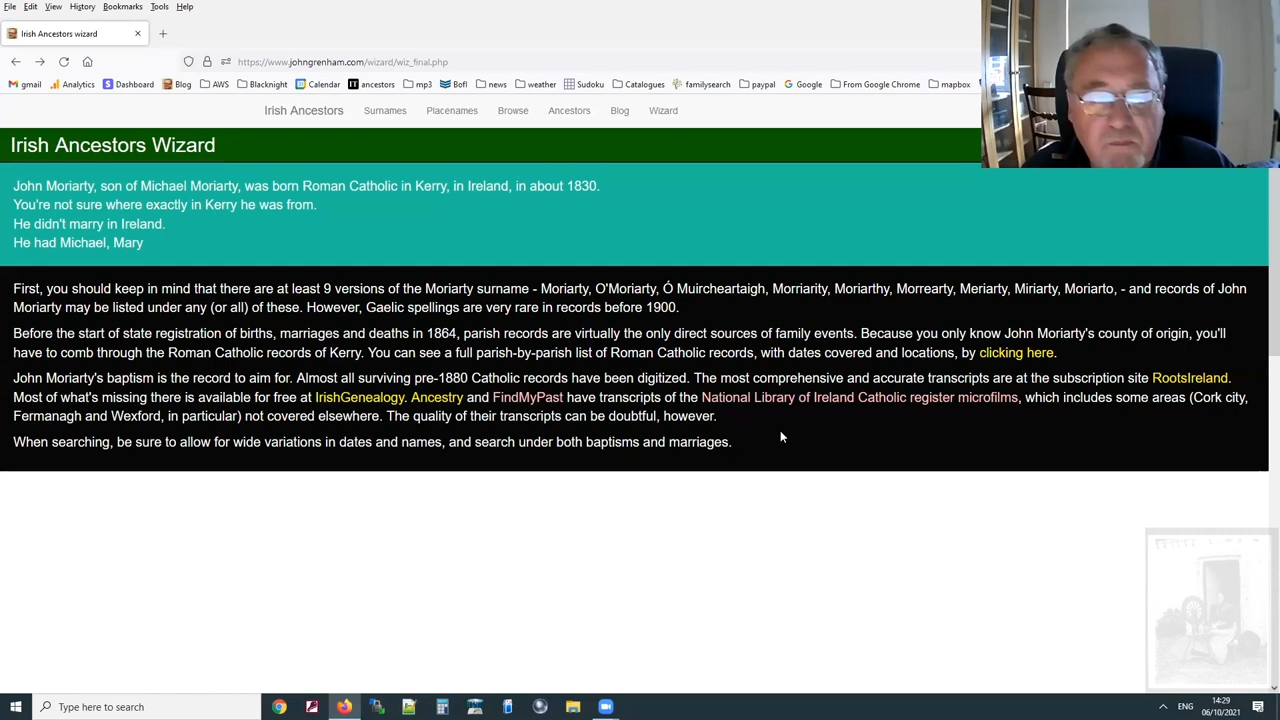 File Edit View History Bookmarks Tools Help
Irish Ancestors wizard
https://www.johngrenham.com/wizard/wiz_final.php
gmail Analytics Dashboard Blog AWS Blacknight Calendar ancestors mp3 BofI news weather Sudoku Catalogues familysearch paypal Google From Google Chrome mapbox
Irish Ancestors Surnames Placenames Browse Ancestors Blog Wizard
Irish Ancestors Wizard
John Moriarty, son of Michael Moriarty, was born Roman Catholic in Kerry, in Ireland, in about 1830.
You're not sure where exactly in Kerry he was from.
He didn't marry in Ireland.
He had Michael, Mary
First, you should keep in mind that there are at least 9 versions of the Moriarty surname - Moriarty, O'Moriarty, Ó Muircheartaigh, Morriarity, Moriarthy, Morrearty, Meriarty, Miriarty, Moriarto, - and records of John
Moriarty may be listed under any (or all) of these. However, Gaelic spellings are very rare in records before 1900.
Before the start of state registration of births, marriages and deaths in 1864, parish records are virtually the only direct sources of family events. Because you only know John Moriarty's county of origin, you'll
have to comb through the Roman Catholic records of Kerry. You can see a full parish-by-parish list of Roman Catholic records, with dates covered and locations, by clicking here.
John Moriarty's baptism is the record to aim for. Almost all surviving pre-1880 Catholic records have been digitized. The most comprehensive and accurate transcripts are at the subscription site RootsIreland.
Most of what's missing there is available for free at IrishGenealogy. Ancestry and FindMyPast have transcripts of the National Library of Ireland Catholic register microfilms, which includes some areas (Cork city,
Fermanagh and Wexford, in particular) not covered elsewhere. The quality of their transcripts can be doubtful, however.
When searching, be sure to allow for wide variations in dates and names, and search under both baptisms and marriages.
Type here to search
ENG
14:29
06/10/2021